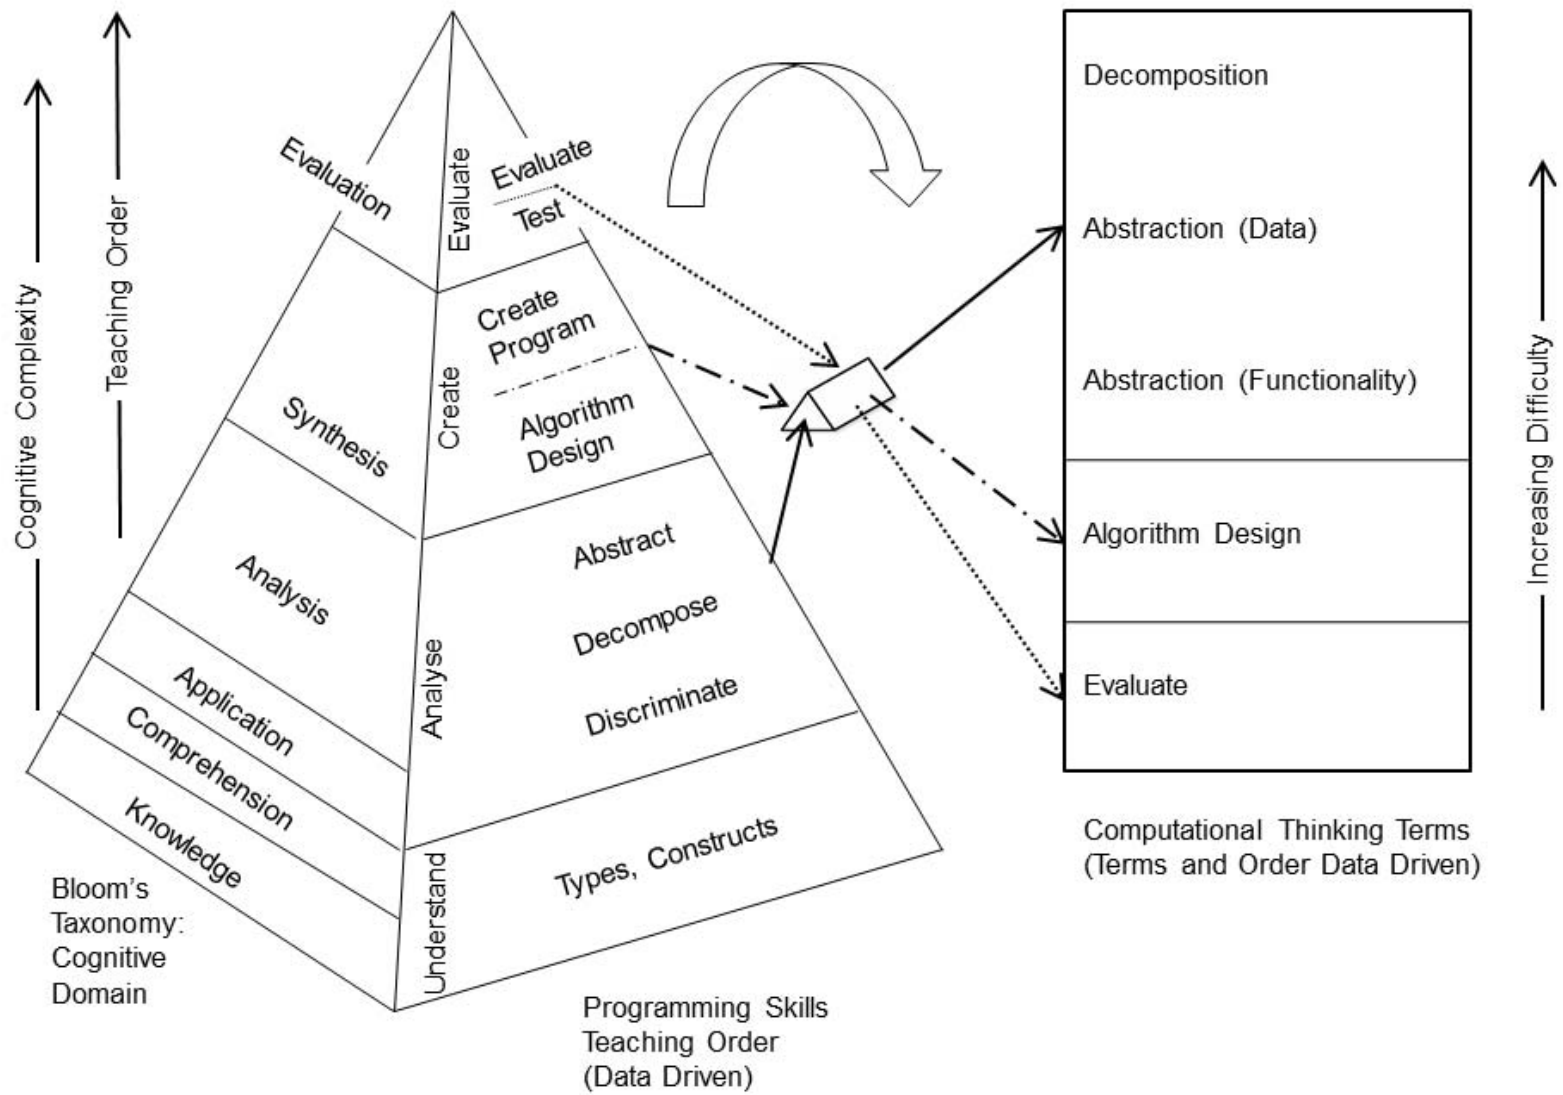 Cognitive Complexity
Teaching Order
Evaluation
Synthesis
Analysis
Application
Comprehension
Knowledge
Bloom's
Taxonomy:
Cognitive
Domain
Evaluate
Create
Analyse
Understand
Evaluate
Test
Create
Program
Algorithm
Design
Abstract
Decompose
Discriminate
Types, Constructs
Programming Skills
Teaching Order
(Data Driven)
Decomposition
Abstraction (Data)
Abstraction (Functionality)
Algorithm Design
Evaluate
Computational Thinking Terms
(Terms and Order Data Driven)
Increasing Difficulty